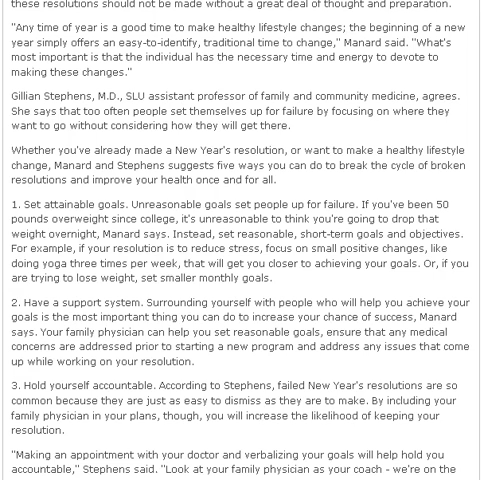 these resolutions should not be made without a great deal of thought and preparation.
"Any time of year is a good time to make healthy lifestyle changes; the beginning of a new
year simply offers an easy-to-identify, traditional time to change," Manard said. "What's
most important is that the individual has the necessary time and energy to devote to
making these changes."
Gillian Stephens, M.D., SLU assistant professor of family and community medicine, agrees.
She says that too often people set themselves up for failure by focusing on where they
want to go without considering how they will get there.
Whether you've already made a New Year's resolution, or want to make a healthy lifestyle
change, Manard and Stephens suggests five ways you can do to break the cycle of broken
resolutions and improve your health once and for all.
1. Set attainable goals. Unreasonable goals set people up for failure. If you've been 50
pounds overweight since college, it's unreasonable to think you're going to drop that
weight overnight, Manard says. Instead, set reasonable, short-term goals and objectives.
For example, if your resolution is to reduce stress, focus on small positive changes, like
doing yoga three times per week, that will get you closer to achieving your goals. Or, if you
are trying to lose weight, set smaller monthly goals.
2. Have a support system. Surrounding yourself with people who will help you achieve your
goals is the most important thing you can do to increase your chance of success, Manard
says. Your family physician can help you set reasonable goals, ensure that any medical
concerns are addressed prior to starting a new program and address any issues that come
up while working on your resolution.
3. Hold yourself accountable. According to Stephens, failed New Year's resolutions are so
common because they are just as easy to dismiss as they are to make. By including your
family physician in your plans, though, you will increase the likelihood of keeping your
resolution.
"Making an appointment with your doctor and verbalizing your goals will help hold you
accountable," Stephens said. "Look at your family physician as your coach - we're on the